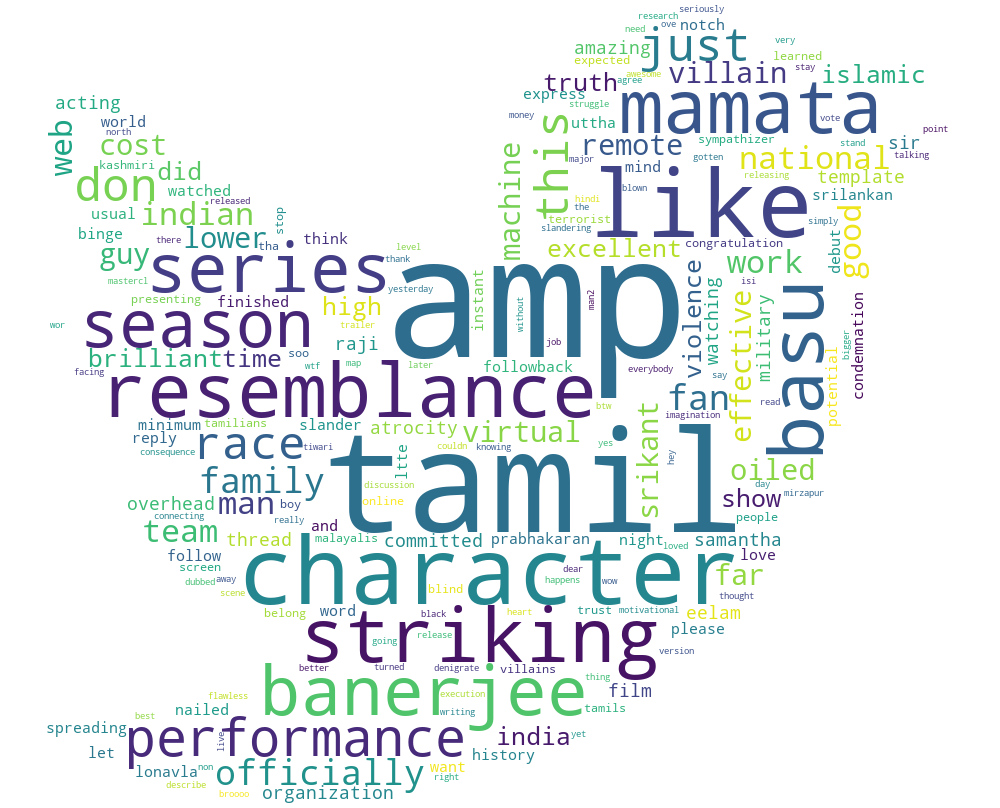 seriously
research
ove
notch
need
just
very
amazing
learned
expected
villain
stay
islamic
awesome
truth
agree
acting
express
mamata
struggle
world
money
vote
point
north
web
cost
uttha
this
remote
sympathizer
sir
stand
talking
machine
major
national
gotten
kashmiri
did
mind
template
releasing
don
watched
blown
hindi
srilankan
released
the
like
usual
indian
terrorist
simply
stop
slandering
good
debut
binge
there
lower
tha
think
level
excellent
congratulation
guy
series
thank
work
mastercl
yesterday
amp
isi
presenting
finished
high
instant
without
man2
violence
watching
effective
military
basu
condemnation
wor
season
trailer
raji
job
bigger
brilliant
time
soo
wtf
map
later
followback
everybody
say
read
potential
facing
resemblance
fan
btw
imagination
minimum
tamilians
slander
atrocity
virtual
yes
srikant
reply
race
tiwari
couldn
knowing
hey
consequence
ltte
tamil
oiled
family
discussion
day
mirzapur
overhead
man
boy
online
show
connecting
really
people
team
thread
and
malayalis
committed
prabhakaran
night
loved
samantha
follow
screen
love
dubbed
away
character
dear
happens
wow
far
scene
blind
thought
belong
word
black
heart
trust
motivational
eelam
striking
please
going
release
version
better
turned
denigrate
villains
thing
flawless
banerjee
execution
film
best
nailed
writing
tamils
spreading
performance
live
india
yet
let
history
lonavla
non
officially
want
right
describe
broooo
organization